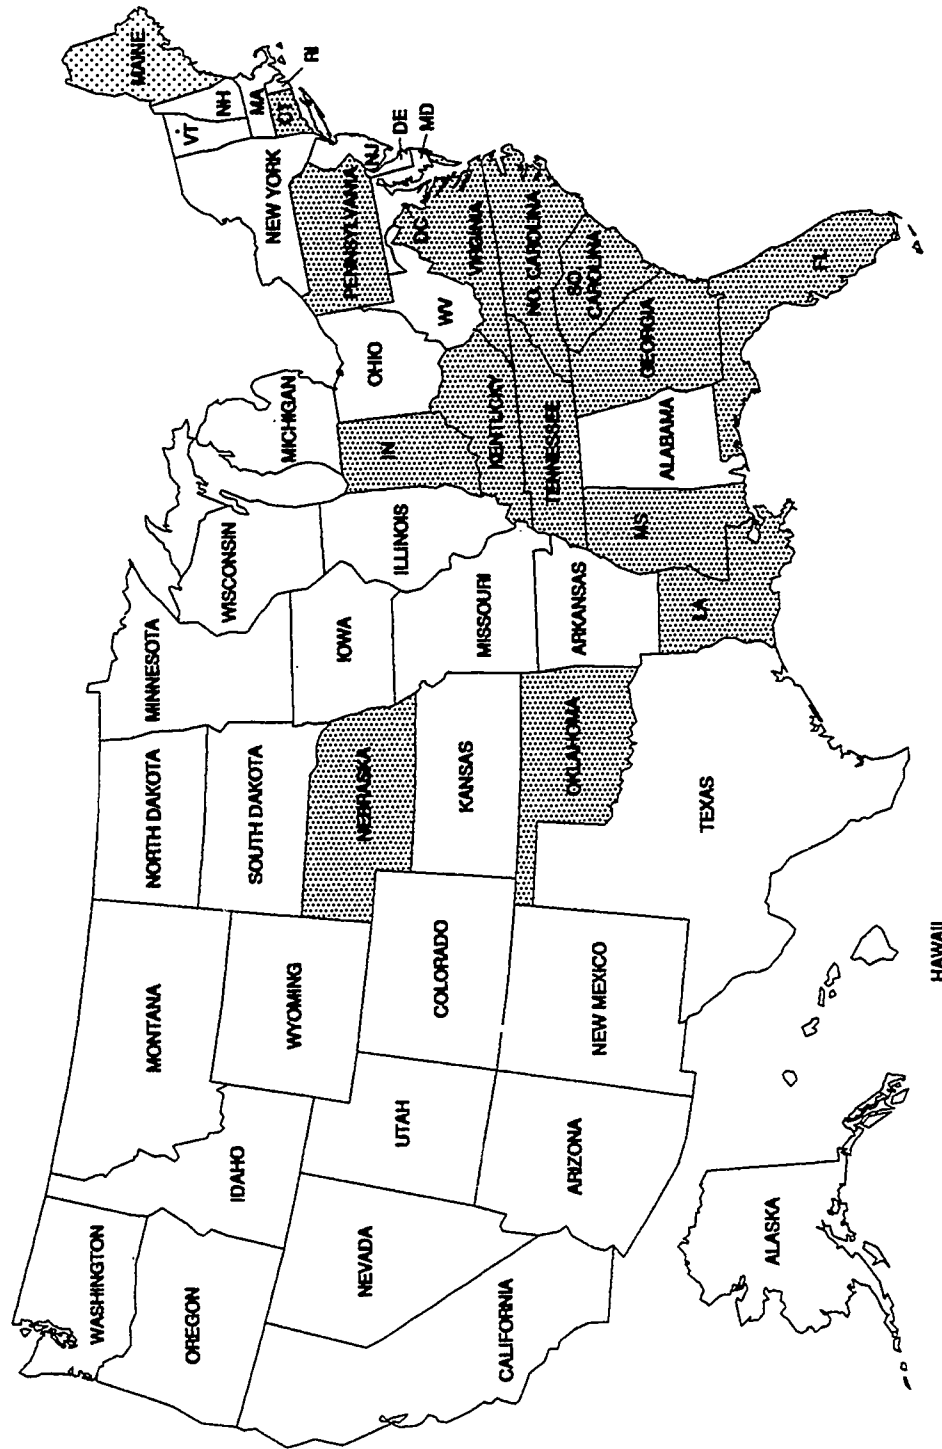 WASHINGTON
OREGON
CALIFORNIA
NEVADA
IDAHO
MONTANA
WYOMING
UTAH
ARIZONA
COLORADO
NEW MEXICO
NORTH DAKOTA
SOUTH DAKOTA
NEBRASKA
KANSAS
OKLAHOMA
TEXAS
MINNESOTA
IOWA
MISSOURI
ARKANSAS
LA
WISCONSIN
ILLINOIS
MICHIGAN
IN
OHIO
KENTUCKY
TENNESSEE
MS
ALABAMA
GEORGIA
FL
SO.
CAROLINA
NO. CAROLINA
VIRGINIA
WV
DC
PENNSYLVANIA
NEW YORK
NJ
DE
MD
VT
NH
MA
CT
RI
MAINE
ALASKA
HAWAII